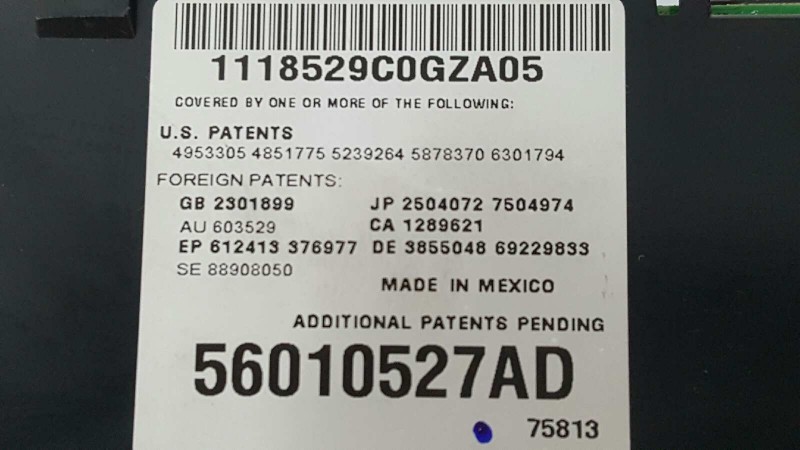 1118529C0GZA05
COVERED BY ONE OR MORE OF THE FOLLOWING:
U.S. PATENTS
4953305 4851775 5239264 5878370 6301794
FOREIGN PATENTS:
GB 2301899 JP 2504072 7504974
AU 603529 CA 1289621
EP 612413 376977 DE 3855048 69229833
SE 88908050
MADE IN MEXICO
ADDITIONAL PATENTS PENDING
56010527AD
75813